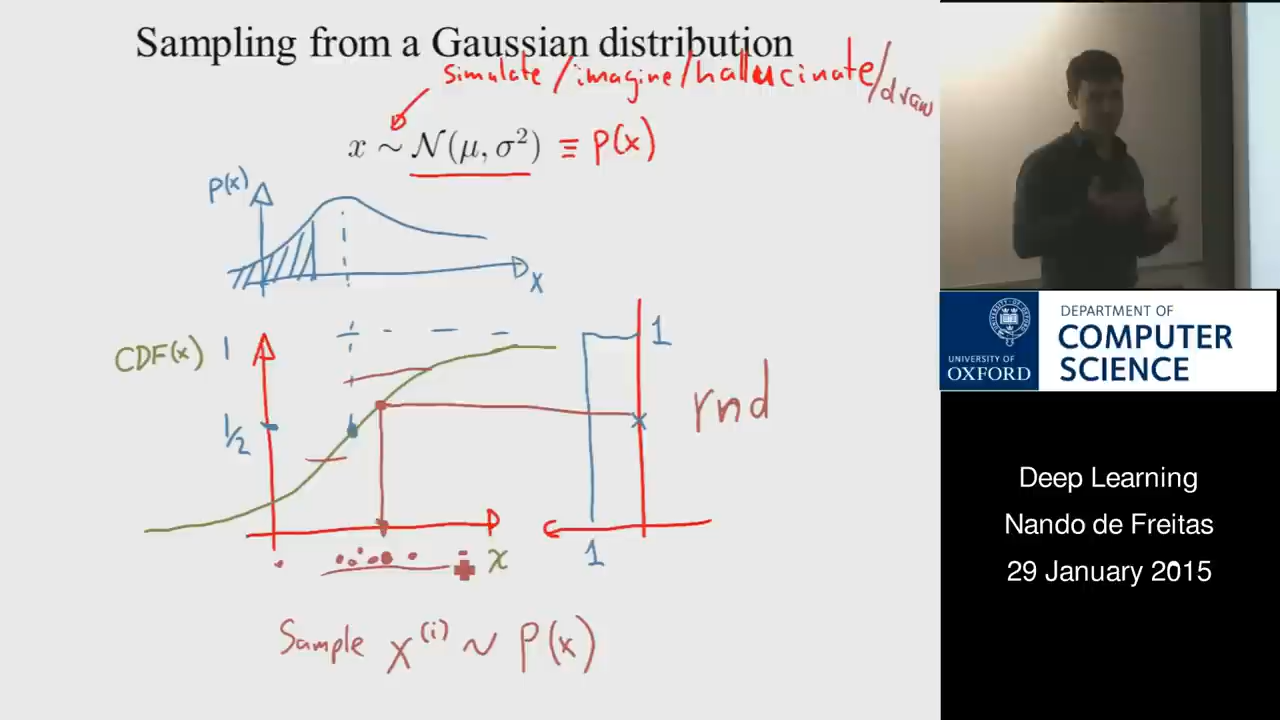 Sampling from a Gaussian distribution
simulate/imagine/hallucinate/draw
x ∼ N(μ, σ²) ≡ P(x)
P(x)
x
CDF(x)
1
1/2
x
1
1
rnd
Sample x⁽ⁱ⁾ ~ P(x)
UNIVERSITY OF
OXFORD
DEPARTMENT OF
COMPUTER
SCIENCE
Deep Learning
Nando de Freitas
29 January 2015